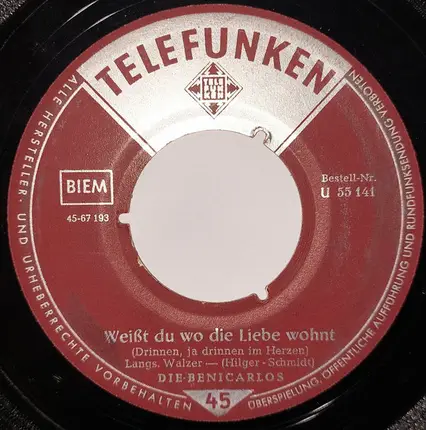 TELEFUNKEN
BIEM
45-67 193
Bestell-Nr.
U 55 141
Weißt du wo die Liebe wohnt
(Drinnen, ja drinnen im Herzen)
Langs. Walzer — (Hilger - Schmidt)
DIE BENICARLOS
45
ALLE HERSTELLER- UND URHEBERRECHTE VORBEHALTEN
ÜBERSPIELUNG, ÖFFENTLICHE AUFFÜHRUNG UND RUNDFUNKSENDUNG VERBOTEN